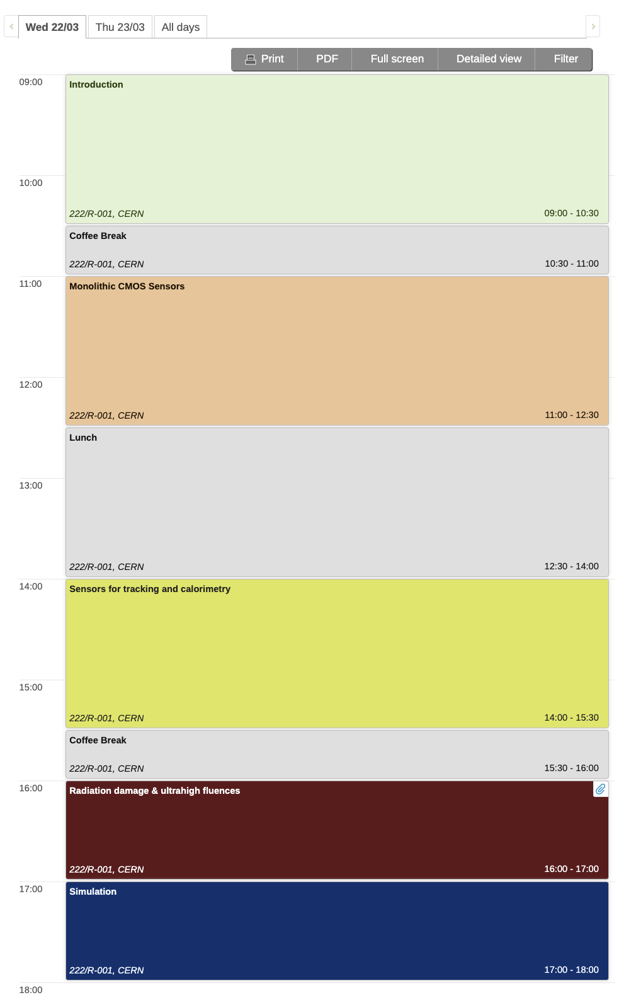 Wed 22/03 Thu 23/03 All days
Print PDF Full screen Detailed view Filter
09:00
Introduction
10:00
222/R-001, CERN 09:00 - 10:30
Coffee Break
222/R-001, CERN 10:30 - 11:00
11:00
Monolithic CMOS Sensors
12:00
222/R-001, CERN 11:00 - 12:30
Lunch
13:00
222/R-001, CERN 12:30 - 14:00
14:00
Sensors for tracking and calorimetry
15:00
222/R-001, CERN 14:00 - 15:30
Coffee Break
222/R-001, CERN 15:30 - 16:00
16:00
Radiation damage & ultrahigh fluences
222/R-001, CERN 16:00 - 17:00
17:00
Simulation
222/R-001, CERN 17:00 - 18:00
18:00